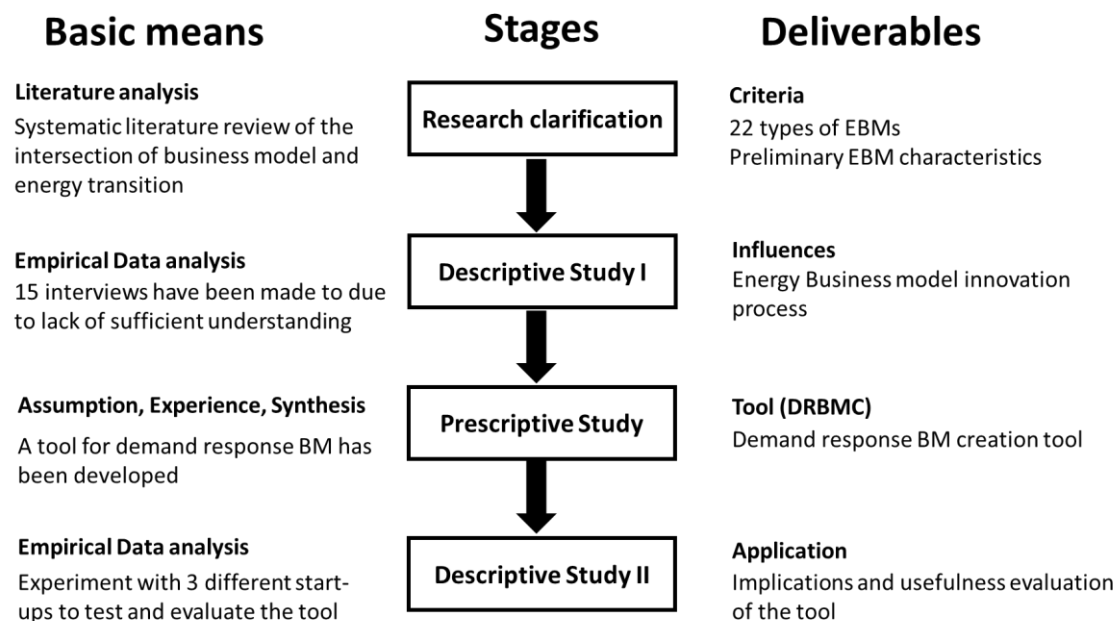 Basic means
Stages
Deliverables
Literature analysis
Systematic literature review of the
intersection of business model and
energy transition
Research clarification
Criteria
22 types of EBMs
Preliminary EBM characteristics
Empirical Data analysis
15 interviews have been made to due
to lack of sufficient understanding
Descriptive Study I
Influences
Energy Business model innovation
process
Assumption, Experience, Synthesis
A tool for demand response BM has
been developed
Prescriptive Study
Tool (DRBMC)
Demand response BM creation tool
Empirical Data analysis
Experiment with 3 different start-
ups to test and evaluate the tool
Descriptive Study II
Application
Implications and usefulness evaluation
of the tool